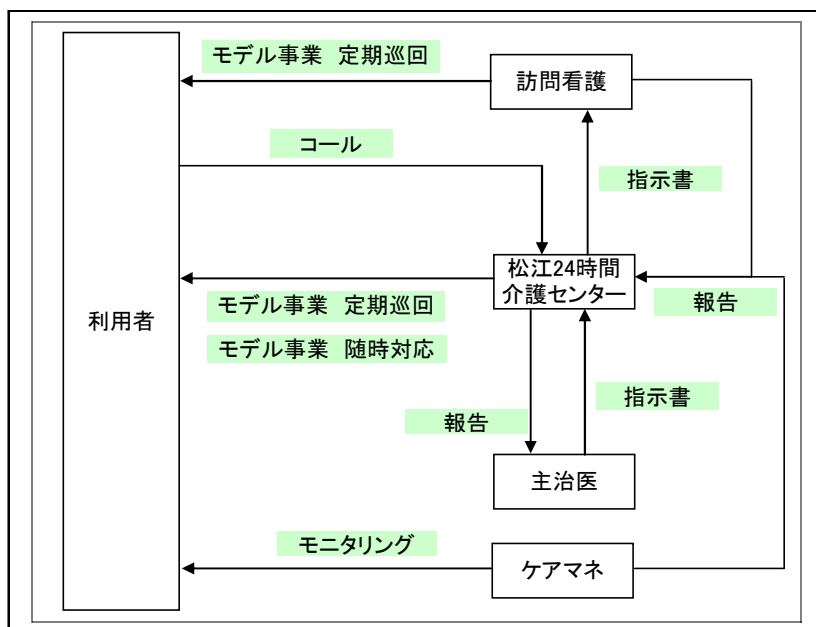 モデル事業 定期巡回
訪問看護
コール
指示書
松江24時間
介護センター
利用者
モデル事業 定期巡回
報告
モデル事業 随時対応
指示書
報告
主治医
モニタリング
ケアマネ